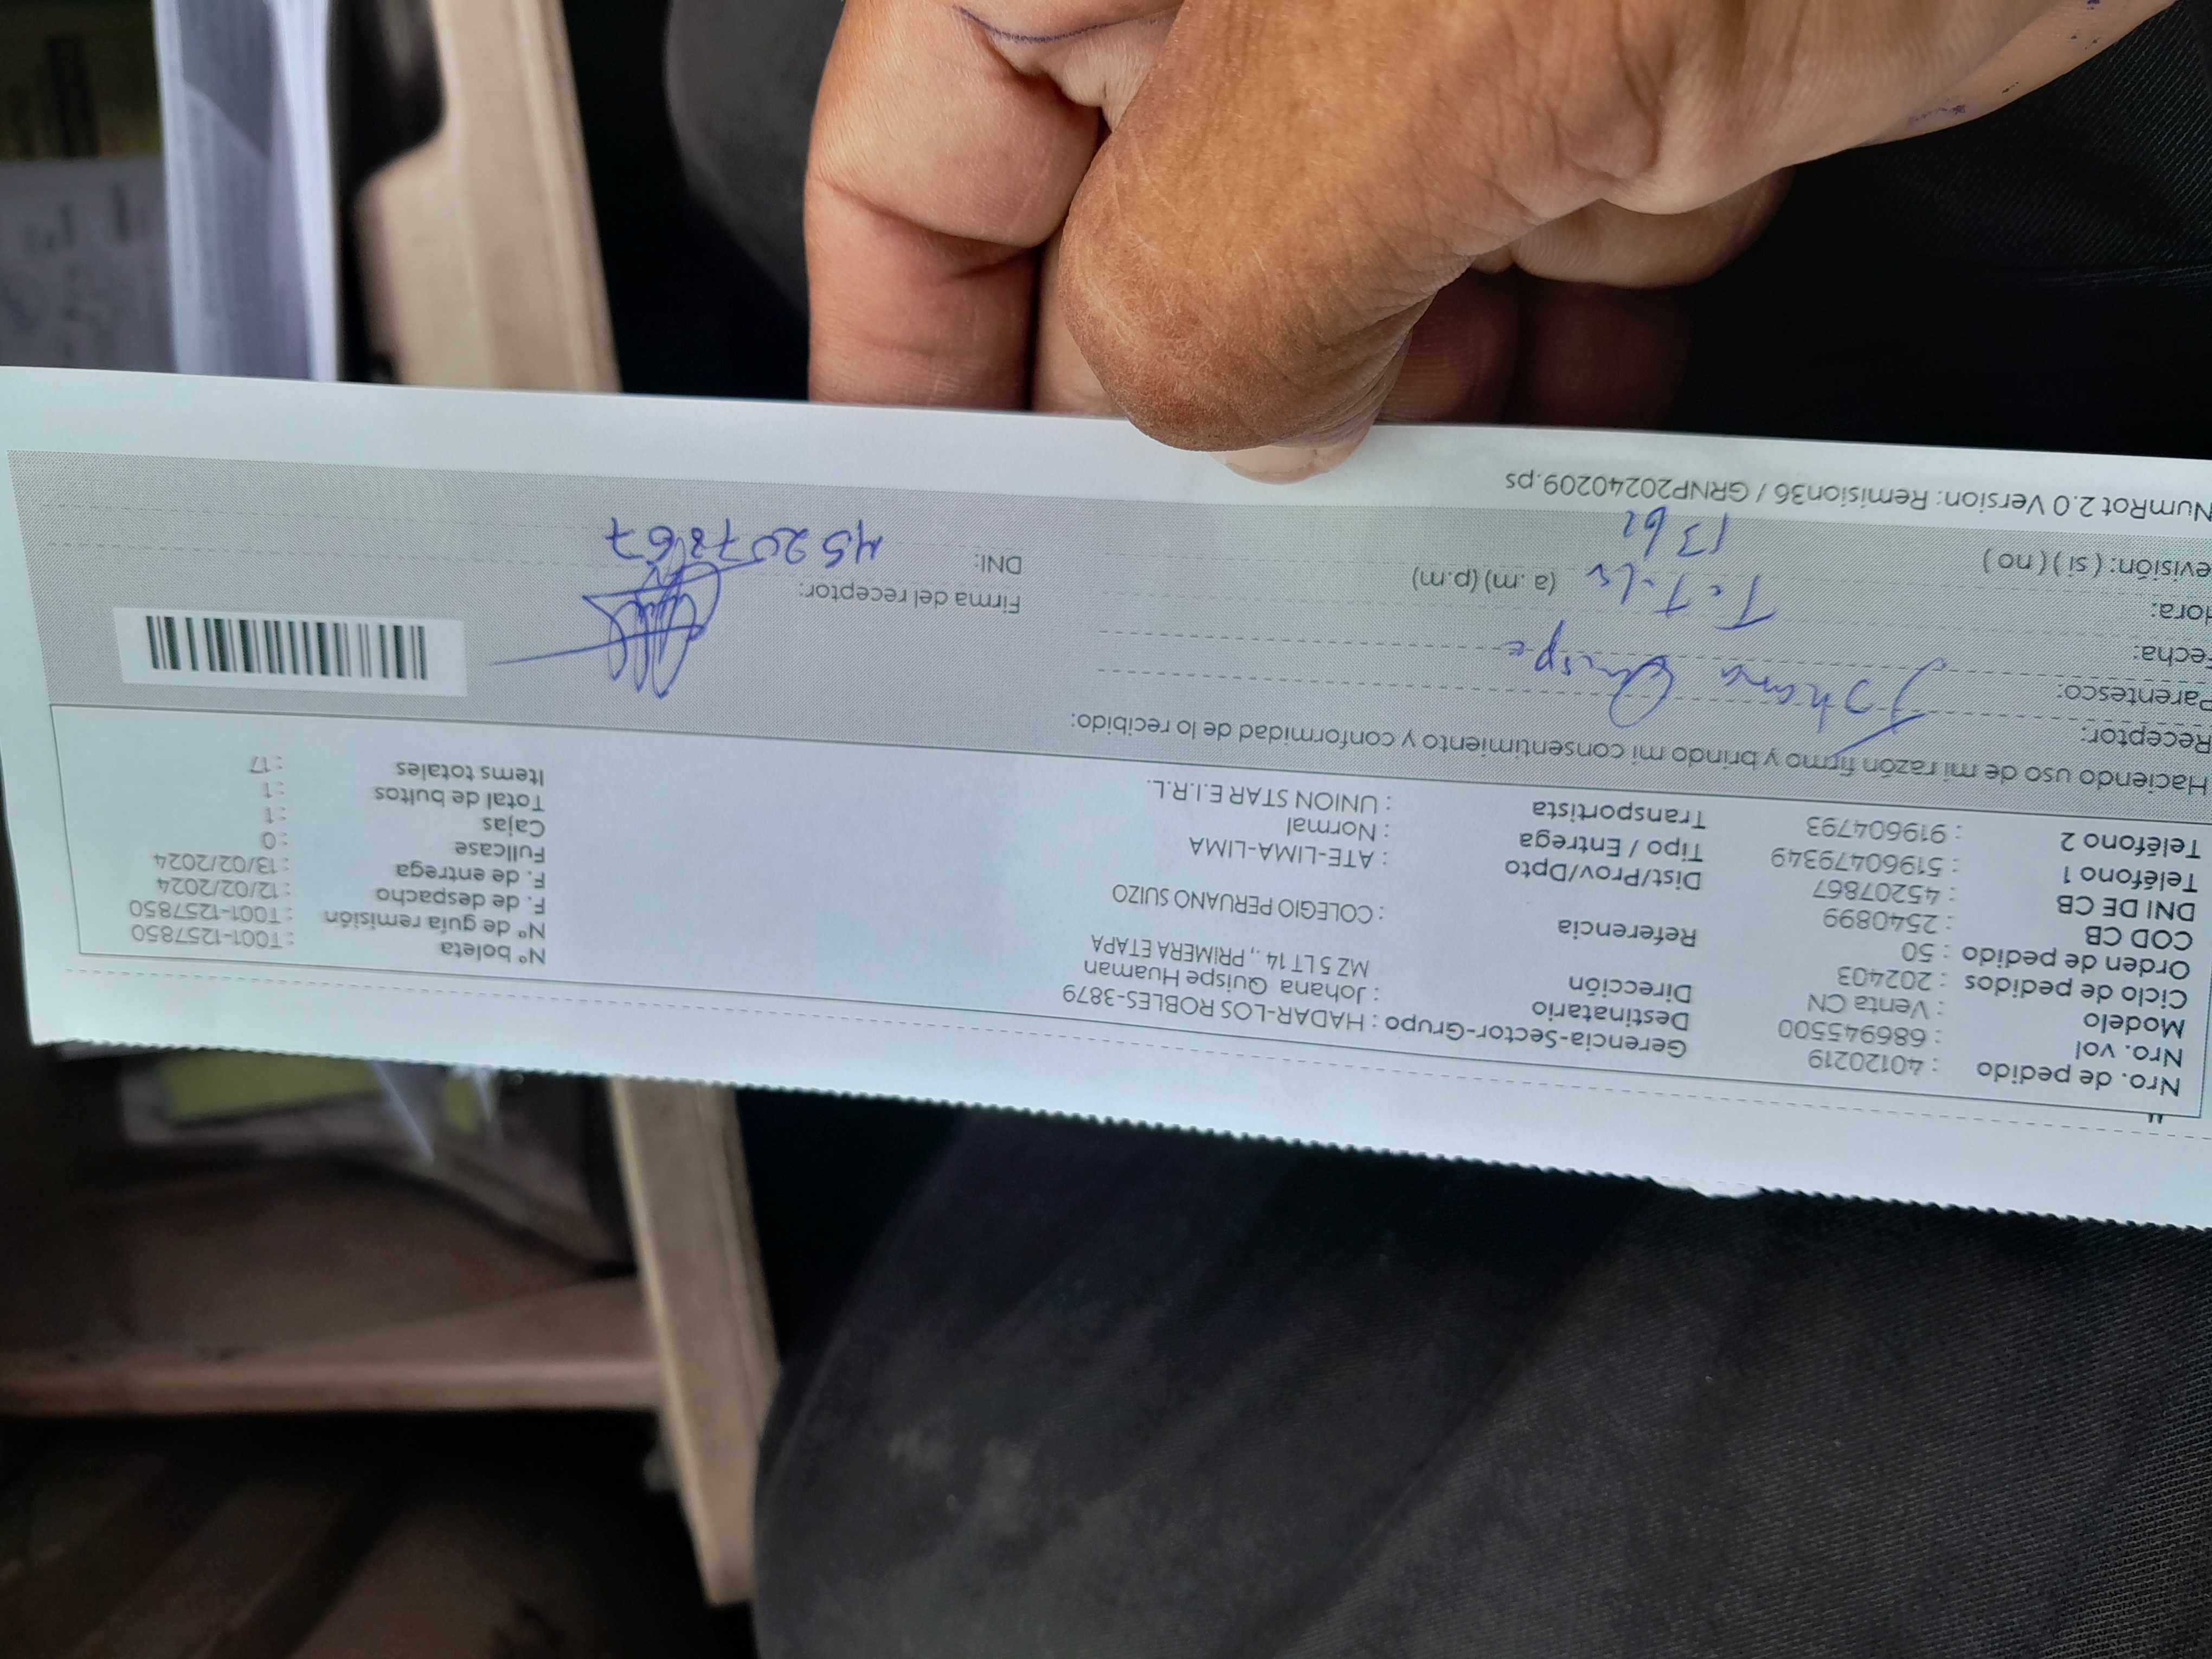 Nro. de pedido : 40120219
Nro. vol : 686945500
Modelo : Venta CN
Ciclo de pedidos : 202403
Orden de pedido : 50
COD CB : 2540899
DNI DE CB : 45207867
Teléfono 1 : 51960479349
Teléfono 2 : 919604793
Gerencia-Sector-Grupo : HADAR-LOS ROBLES-3879
Destinatario : Johana Quispe Huaman
Dirección MZ 5 LT 14 ., PRIMERA ETAPA
Referencia : COLEGIO PERUANO SUIZO
Dist/Prov/Dpto : ATE-LIMA-LIMA
Tipo / Entrega : Normal
Transportista : UNION STAR E.I.R.L.
Nº boleta : T001-1257850
Nº de guía remisión : T001-1257850
F. de despacho : 12/02/2024
F. de entrega : 13/02/2024
Fullcase : 0
Cajas : 1
Total de bultos : 1
Items totales : 17
Haciendo uso de mi razón firmo y brindo mi consentimiento y conformidad de lo recibido:
Receptor: Johana Quispe
Parentesco:
Fecha:
Hora: (a. m) (p.m)
evisión: ( si ) ( no )
Firma del receptor:
DNI: 45207867
NumRot 2.0 Version: Remision36 / GRNP20240209.ps